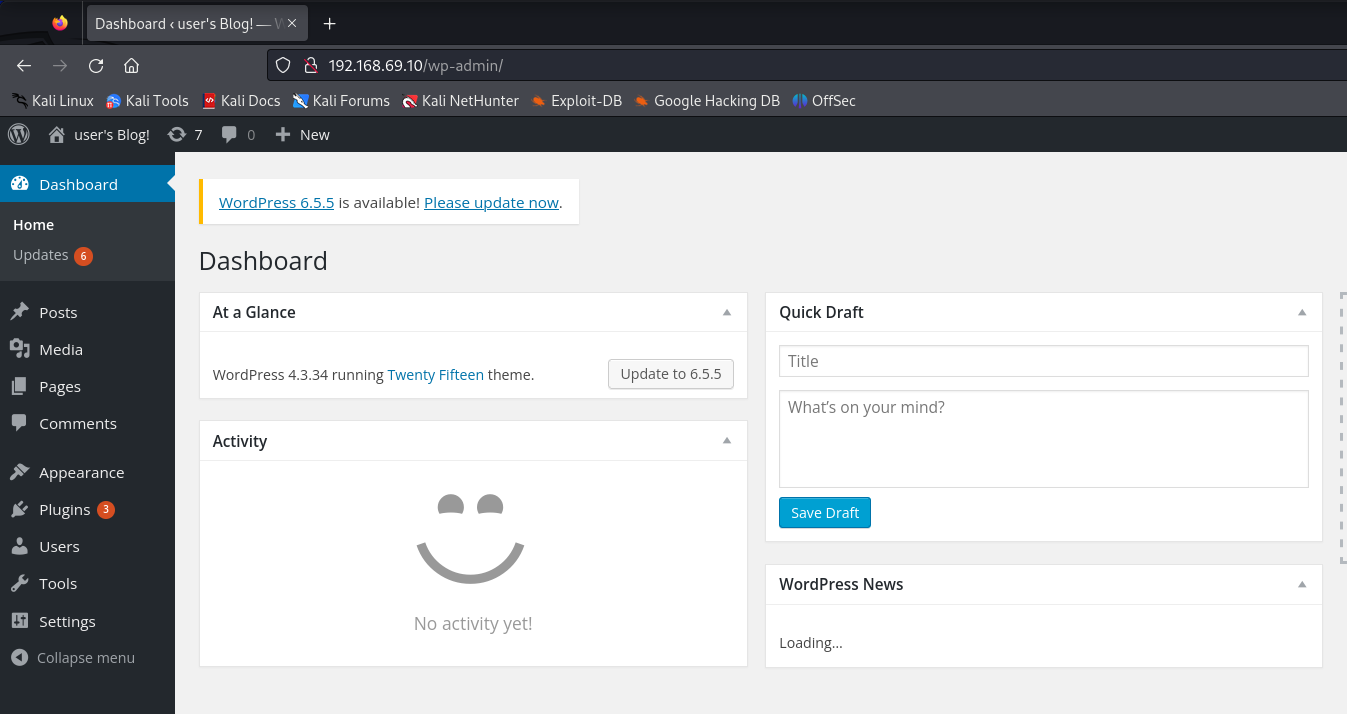 Dashboard ‹ user's Blog! — W
192.168.69.10/wp-admin/
Kali Linux Kali Tools Kali Docs Kali Forums Kali NetHunter Exploit-DB Google Hacking DB OffSec
user's Blog! 7 0 New
Dashboard
Home
Updates 6
Posts
Media
Pages
Comments
Appearance
Plugins 3
Users
Tools
Settings
Collapse menu
WordPress 6.5.5 is available! Please update now.
Dashboard
At a Glance
WordPress 4.3.34 running Twenty Fifteen theme.
Update to 6.5.5
Activity
No activity yet!
Quick Draft
Title
What's on your mind?
Save Draft
WordPress News
Loading...